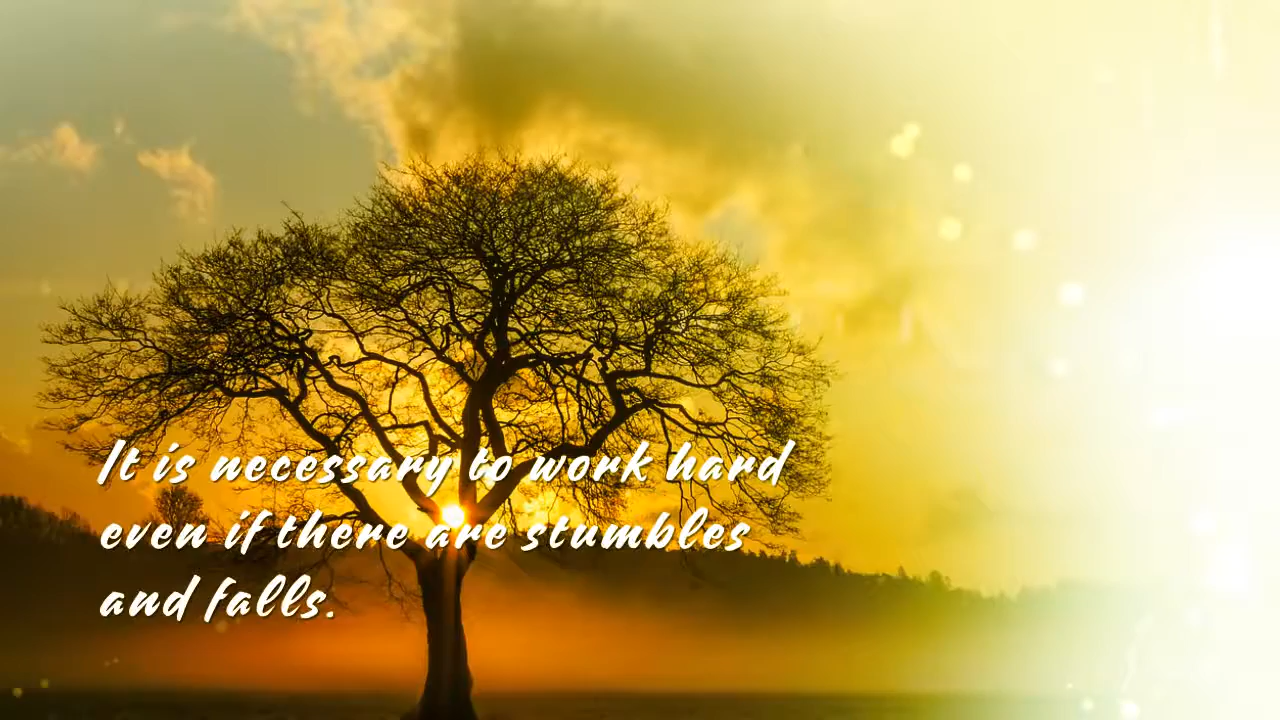 It is necessary to work hard
even if there are stumbles
and falls.